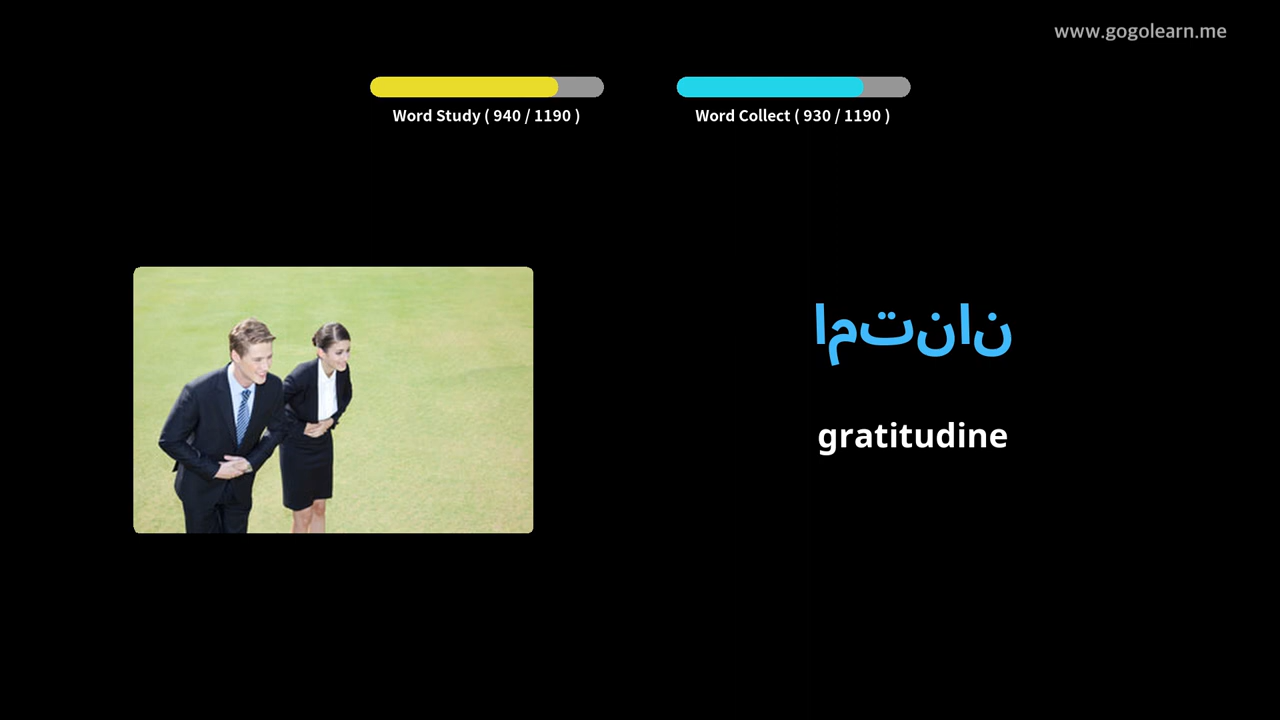 www.gogolearn.me
Word Study ( 940 / 1190 )
Word Collect ( 930 / 1190 )
امتنان
gratitudine